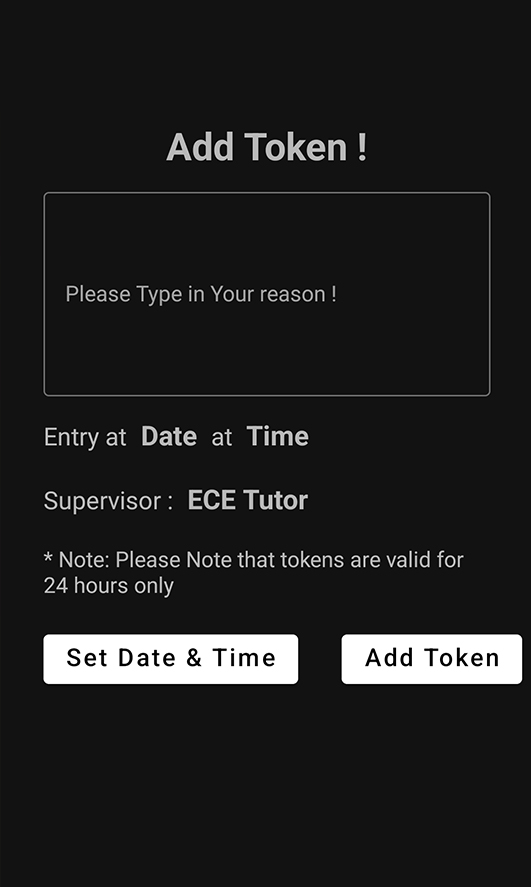 Add Token !
Please Type in Your reason !
Entry at Date at Time
Supervisor : ECE Tutor
* Note: Please Note that tokens are valid for
24 hours only
Set Date & Time Add Token